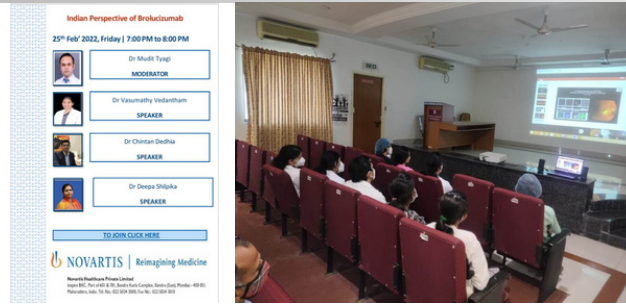 Indian Perspective of Brolucizumab
25th Feb' 2022, Friday | 7:00 PM to 8:00 PM
Dr Mudit Tyagi
MODERATOR
Dr Vasumathy Vedantham
SPEAKER
Dr Chintan Dedhia
SPEAKER
Dr Deepa Shilpika
SPEAKER
TO JOIN CLICK HERE
NOVARTIS | Reimagining Medicine
Novartis Healthcare Private Limited